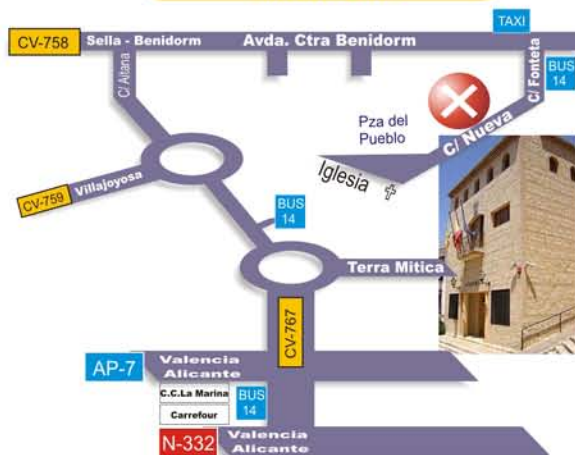 TAXI
CV-758
Sella - Benidorm
Avda. Ctra Benidorm
C/ Fonteta
BUS
14
C/ Aitana
Pza del
Pueblo
C/ Nueva
Iglesia
Villajoyosa
CV-759
BUS
14
Terra Mitica
CV-767
AP-7
Valencia
Alicante
C.C.La Marina
Carrefour
BUS
14
N-332
Valencia
Alicante